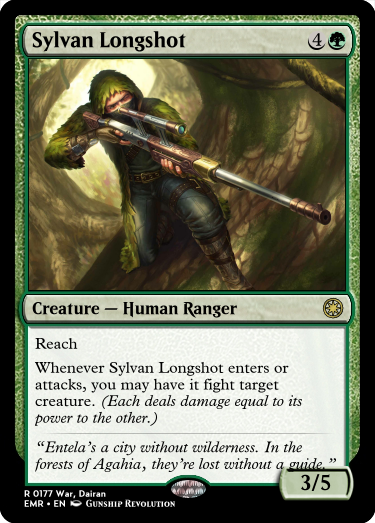 Sylvan Longshot 4
Creature — Human Ranger
Reach
Whenever Sylvan Longshot enters or
attacks, you may have it fight target
creature. (Each deals damage equal to its
power to the other.)
“Entela’s a city without wilderness. In the
forests of Agahia, they’re lost without a guide.”
3/5
R 0177 War, Dairan
EMR • EN Gunship Revolution